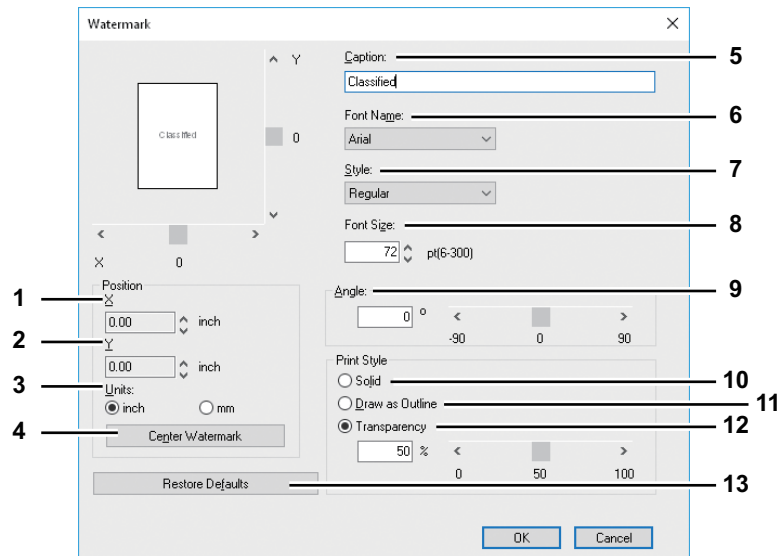 Watermark
Y
Classified
0
X 0
Position
1
X
0.00 inch
2
Y
0.00 inch
3
Units:
inch mm
4
Center Watermark
Restore Defaults
Caption: 5
Classified
Font Name: 6
Arial
Style: 7
Regular
Font Size: 8
72 pt(6-300)
Angle: 9
0 °
-90 0 90
Print Style
Solid 10
Draw as Outline 11
Transparency 12
50 %
0 50 100
13
OK Cancel